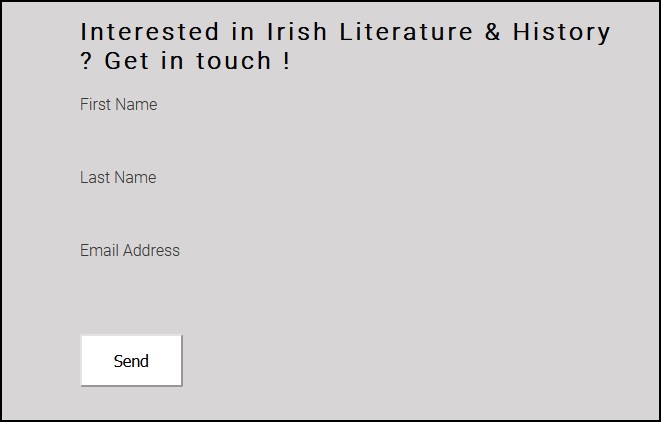 Interested in Irish Literature & History
? Get in touch !
First Name
Last Name
Email Address
Send